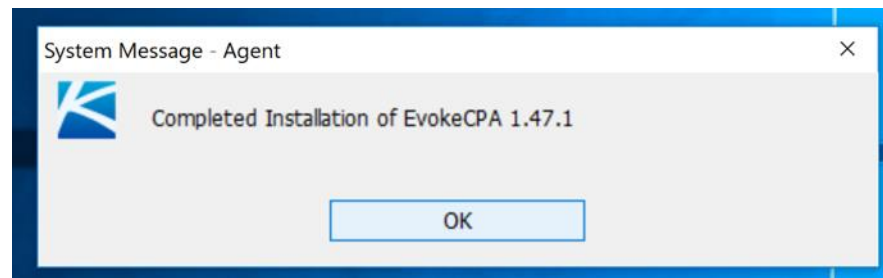 System Message - Agent
Completed Installation of EvokeCPA 1.47.1
OK